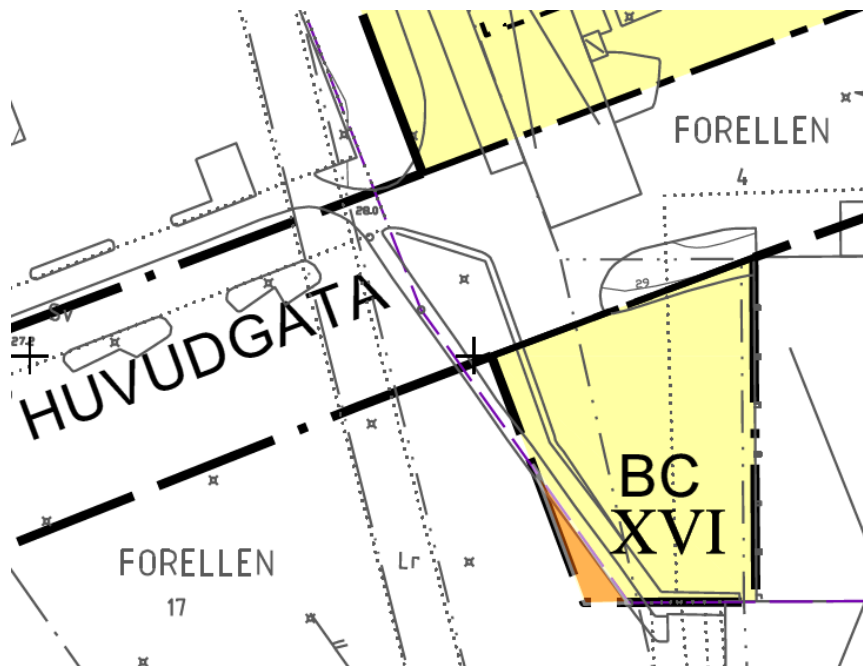 FORELLEN
4
28.0
29
Sv
27.2
HUVUDGATA
BC
XVI
FORELLEN
17
Lr